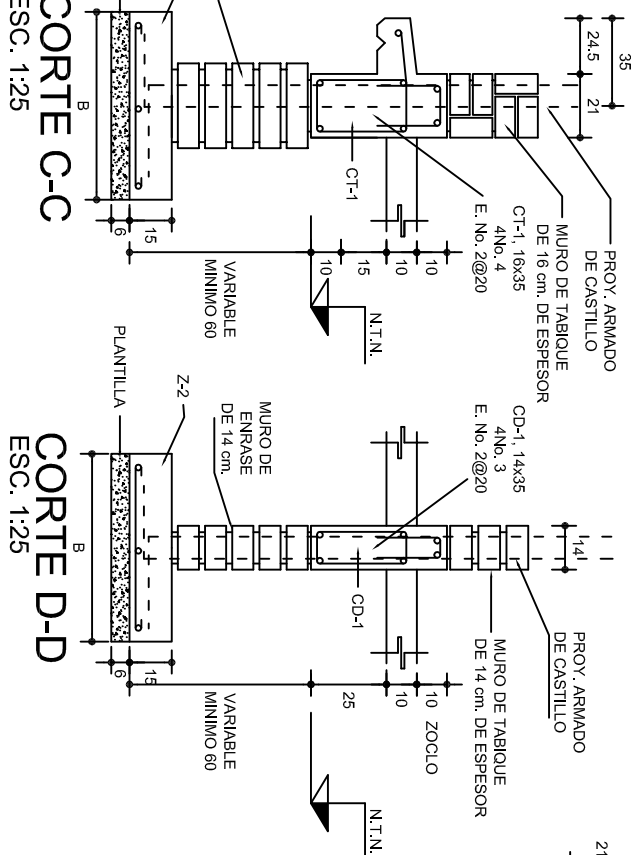 35
24.5
21
PROY. ARMADO
DE CASTILLO
MURO DE TABIQUE
DE 16 cm. DE ESPESOR
CT-1, 16x35
4No. 4
E. No. 2@20
CT-1
10
10
15
10
N.T.N.
VARIABLE
MINIMO 60
15
6
B
CORTE C-C
ESC. 1:25
14
PROY. ARMADO
DE CASTILLO
MURO DE TABIQUE
DE 14 cm. DE ESPESOR
CD-1, 14x35
4No. 3
E. No. 2@20
CD-1
MURO DE
ENRASE
DE 14 cm.
Z-2
PLANTILLA
10
ZOCLO
10
25
N.T.N.
VARIABLE
MINIMO 60
15
6
B
CORTE D-D
ESC. 1:25
21